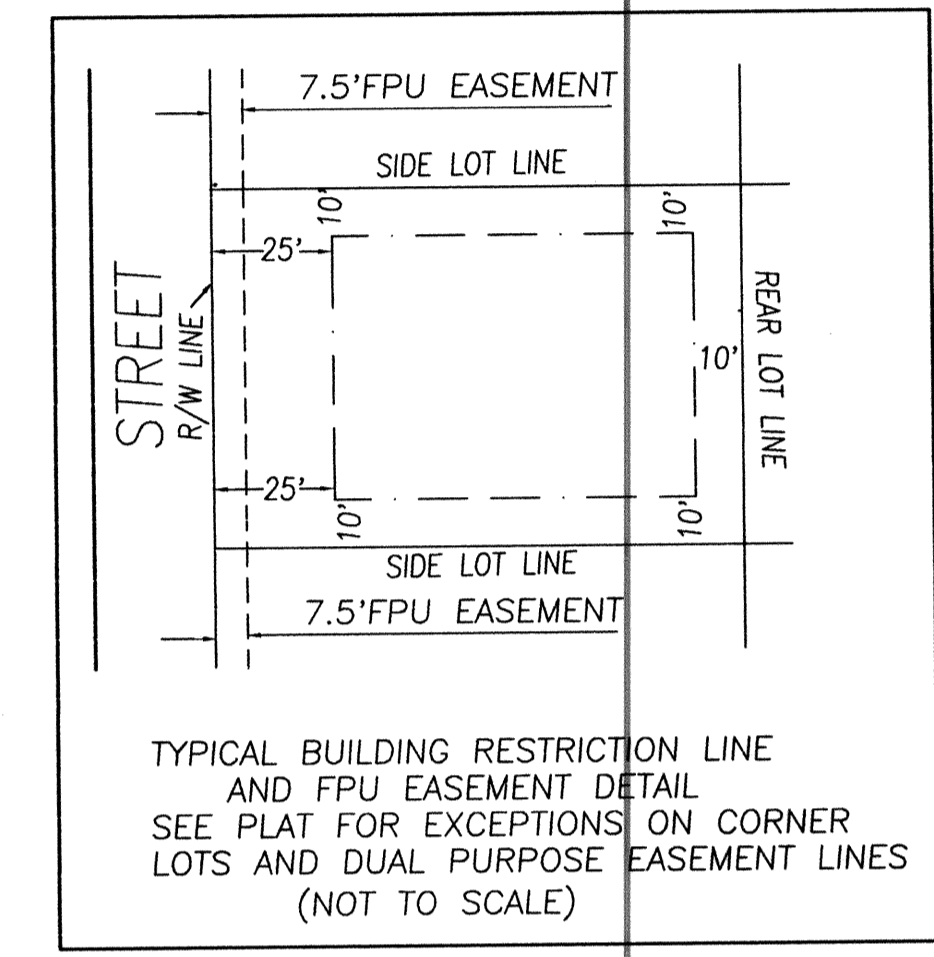 7.5'FPU EASEMENT
SIDE LOT LINE
10'
10'
25'
STREET
R/W LINE
REAR LOT LINE
10'
25'
10'
10'
SIDE LOT LINE
7.5'FPU EASEMENT
TYPICAL BUILDING RESTRICTION LINE
AND FPU EASEMENT DETAIL
SEE PLAT FOR EXCEPTIONS ON CORNER
LOTS AND DUAL PURPOSE EASEMENT LINES
(NOT TO SCALE)